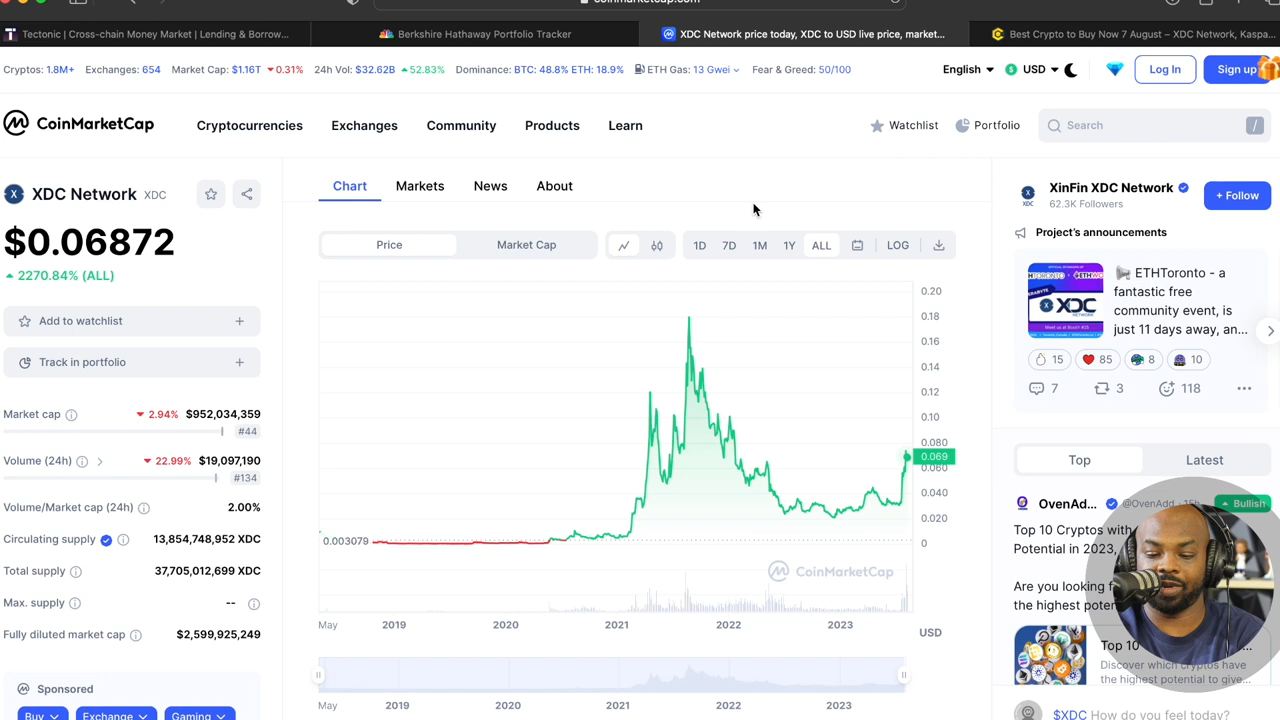 coinmarketcap.com
Tectonic | Cross-chain Money Market | Lending & Borrow...
Berkshire Hathaway Portfolio Tracker
XDC Network price today, XDC to USD live price, market...
Best Crypto to Buy Now 7 August – XDC Network, Kaspa...
Cryptos: 1.8M+ Exchanges: 654 Market Cap: $1.16T 0.31% 24h Vol: $32.62B 52.83% Dominance: BTC: 48.8% ETH: 18.9% ETH Gas: 13 Gwei Fear & Greed: 50/100
English USD Log In Sign up
CoinMarketCap
Cryptocurrencies Exchanges Community Products Learn
Watchlist Portfolio Search /
XDC Network XDC
$0.06872
2270.84% (ALL)
Add to watchlist +
Track in portfolio +
Market cap 2.94% $952,034,359
#44
Volume (24h) 22.99% $19,097,190
#134
Volume/Market cap (24h) 2.00%
Circulating supply 13,854,748,952 XDC
Total supply 37,705,012,699 XDC
Max. supply --
Fully diluted market cap $2,599,925,249
Sponsored
Buy Exchange Gaming
Chart Markets News About
Price Market Cap
1D 7D 1M 1Y ALL LOG
0.20
0.18
0.16
0.14
0.12
0.10
0.080
0.069
0.060
0.040
0.020
0
0.003079
CoinMarketCap
May 2019 2020 2021 2022 2023 USD
May 2019 2020 2021 2022 2023
XinFin XDC Network
62.3K Followers
+ Follow
Project's announcements
XDC
ETHToronto - a
fantastic free
community event, is
just 11 days away, an...
15 85 8 10
7 3 118
Top Latest
OvenAdd... @OvenAdd · 15h Bullish
Top 10 Cryptos with
Potential in 2023,
Are you looking f
the highest poten
Top 10
Discover which cryptos have
the highest potential to give...
$XDC How do you feel today?